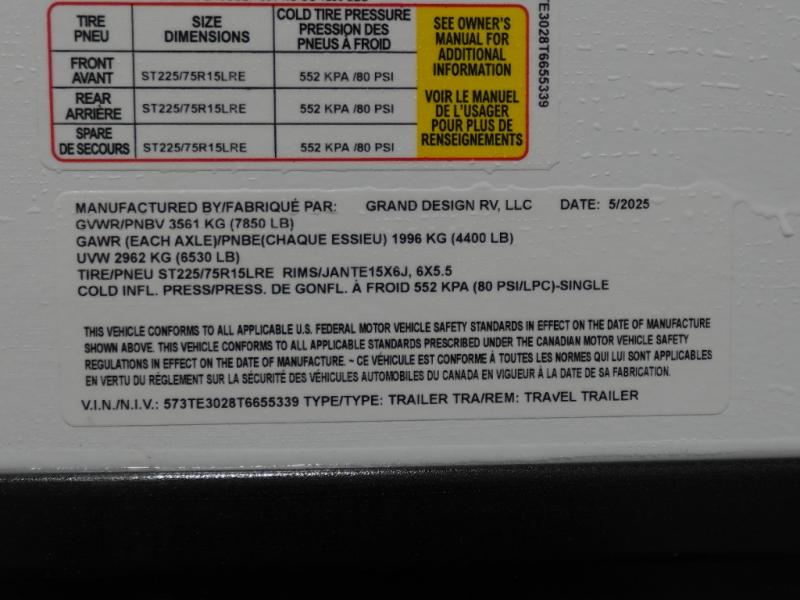 TIRE PNEU
SIZE DIMENSIONS
COLD TIRE PRESSURE PRESSION DES PNEUS À FROID
SEE OWNER'S MANUAL FOR ADDITIONAL INFORMATION
FRONT AVANT ST225/75R15LRE 552 KPA /80 PSI
REAR ARRIÈRE ST225/75R15LRE 552 KPA /80 PSI
VOIR LE MANUEL DE L'USAGER POUR PLUS DE RENSEIGNEMENTS
SPARE DE SECOURS ST225/75R15LRE 552 KPA /80 PSI
TE3028T6655339
MANUFACTURED BY/FABRIQUÉ PAR: GRAND DESIGN RV, LLC DATE: 5/2025
GVWR/PNBV 3561 KG (7850 LB)
GAWR (EACH AXLE)/PNBE(CHAQUE ESSIEU) 1996 KG (4400 LB)
UVW 2962 KG (6530 LB)
TIRE/PNEU ST225/75R15LRE RIMS/JANTE15X6J, 6X5.5
COLD INFL. PRESS/PRESS. DE GONFL. À FROID 552 KPA (80 PSI/LPC)-SINGLE
THIS VEHICLE CONFORMS TO ALL APPLICABLE U.S. FEDERAL MOTOR VEHICLE SAFETY STANDARDS IN EFFECT ON THE DATE OF MANUFACTURE
SHOWN ABOVE. THIS VEHICLE CONFORMS TO ALL APPLICABLE STANDARDS PRESCRIBED UNDER THE CANADIAN MOTOR VEHICLE SAFETY
REGULATIONS IN EFFECT ON THE DATE OF MANUFACTURE. ~ CE VÉHICULE EST CONFORME À TOUTES LES NORMES QUI LUI SONT APPLICABLES
EN VERTU DU RÉGLEMENT SUR LA SÉCURITÉ DES VÉHICULES AUTOMOBILES DU CANADA EN VIGUEUR À LA DATE DE SA FABRICATION.
V.I.N./N.I.V.: 573TE3028T6655339 TYPE/TYPE: TRAILER TRA/REM: TRAVEL TRAILER